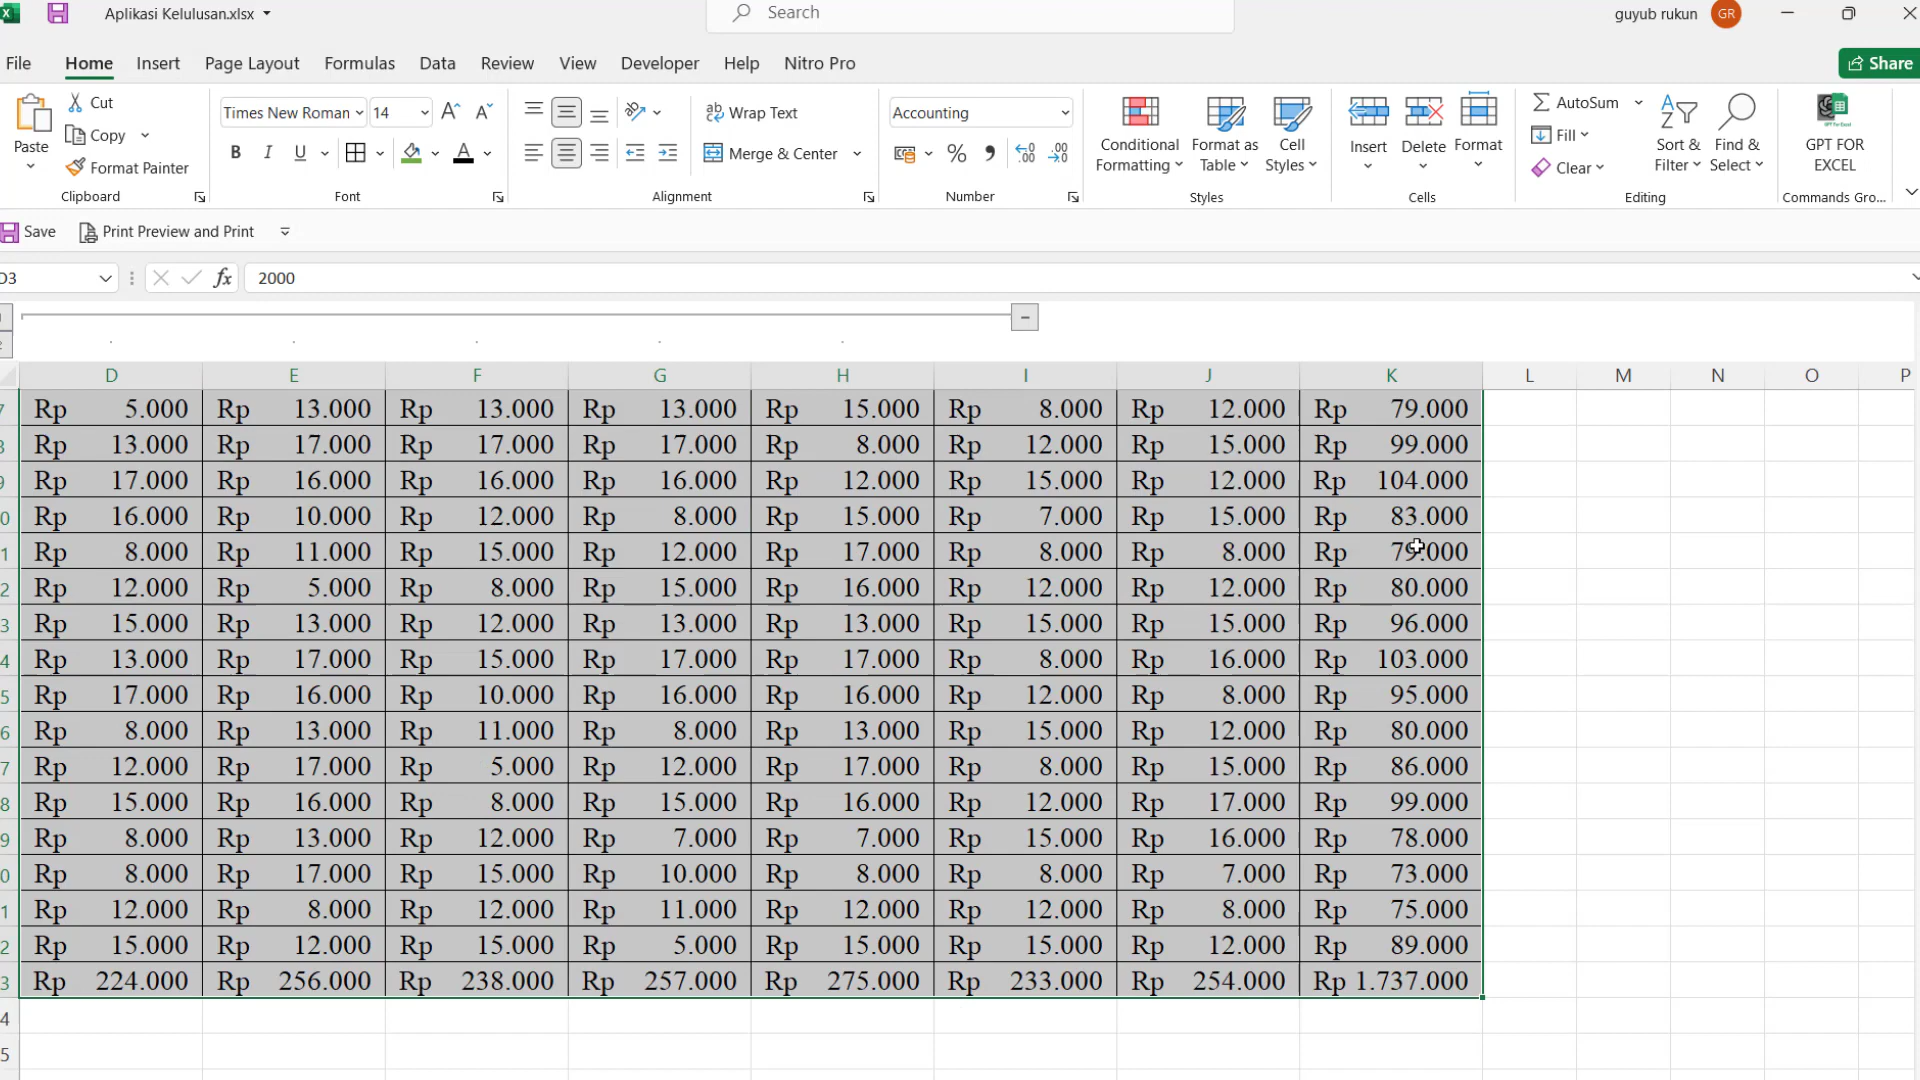 Aplikasi Kelulusan.xlsx
Search
guyub rukun GR
File Home Insert Page Layout Formulas Data Review View Developer Help Nitro Pro Share
Paste
Cut
Copy
Format Painter
Clipboard
Times New Roman 14
B I U
Font
Wrap Text
Merge & Center
Alignment
Accounting
Number
Conditional Formatting
Format as Table
Cell Styles
Styles
Insert
Delete
Format
Cells
AutoSum
Fill
Clear
Sort & Filter
Find & Select
Editing
GPT FOR EXCEL
Commands Gro...
Save Print Preview and Print
D3 fx 2000
D E F G H I J K L M N O P
7 Rp 5.000 Rp 13.000 Rp 13.000 Rp 13.000 Rp 15.000 Rp 8.000 Rp 12.000 Rp 79.000
8 Rp 13.000 Rp 17.000 Rp 17.000 Rp 17.000 Rp 8.000 Rp 12.000 Rp 15.000 Rp 99.000
9 Rp 17.000 Rp 16.000 Rp 16.000 Rp 16.000 Rp 12.000 Rp 15.000 Rp 12.000 Rp 104.000
0 Rp 16.000 Rp 10.000 Rp 12.000 Rp 8.000 Rp 15.000 Rp 7.000 Rp 15.000 Rp 83.000
1 Rp 8.000 Rp 11.000 Rp 15.000 Rp 12.000 Rp 17.000 Rp 8.000 Rp 8.000 Rp 79.000
2 Rp 12.000 Rp 5.000 Rp 8.000 Rp 15.000 Rp 16.000 Rp 12.000 Rp 12.000 Rp 80.000
3 Rp 15.000 Rp 13.000 Rp 12.000 Rp 13.000 Rp 13.000 Rp 15.000 Rp 15.000 Rp 96.000
4 Rp 13.000 Rp 17.000 Rp 15.000 Rp 17.000 Rp 17.000 Rp 8.000 Rp 16.000 Rp 103.000
5 Rp 17.000 Rp 16.000 Rp 10.000 Rp 16.000 Rp 16.000 Rp 12.000 Rp 8.000 Rp 95.000
6 Rp 8.000 Rp 13.000 Rp 11.000 Rp 8.000 Rp 13.000 Rp 15.000 Rp 12.000 Rp 80.000
7 Rp 12.000 Rp 17.000 Rp 5.000 Rp 12.000 Rp 17.000 Rp 8.000 Rp 15.000 Rp 86.000
8 Rp 15.000 Rp 16.000 Rp 8.000 Rp 15.000 Rp 16.000 Rp 12.000 Rp 17.000 Rp 99.000
9 Rp 8.000 Rp 13.000 Rp 12.000 Rp 7.000 Rp 7.000 Rp 15.000 Rp 16.000 Rp 78.000
0 Rp 8.000 Rp 17.000 Rp 15.000 Rp 10.000 Rp 8.000 Rp 8.000 Rp 7.000 Rp 73.000
1 Rp 12.000 Rp 8.000 Rp 12.000 Rp 11.000 Rp 12.000 Rp 12.000 Rp 8.000 Rp 75.000
2 Rp 15.000 Rp 12.000 Rp 15.000 Rp 5.000 Rp 15.000 Rp 15.000 Rp 12.000 Rp 89.000
3 Rp 224.000 Rp 256.000 Rp 238.000 Rp 257.000 Rp 275.000 Rp 233.000 Rp 254.000 Rp 1.737.000
4
5